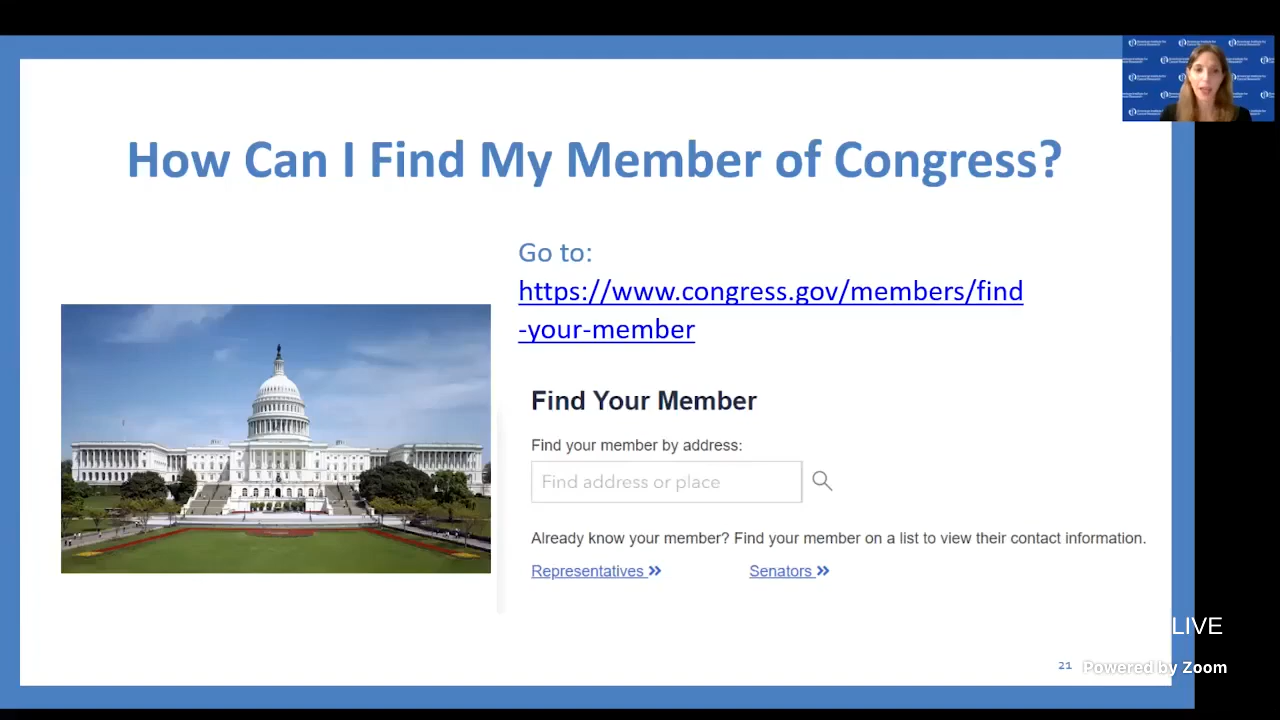 How Can I Find My Member of Congress?
Go to:
https://www.congress.gov/members/find
-your-member
Find Your Member
Find your member by address:
Find address or place
Already know your member? Find your member on a list to view their contact information.
Representatives »
Senators »
LIVE
21
Powered by Zoom